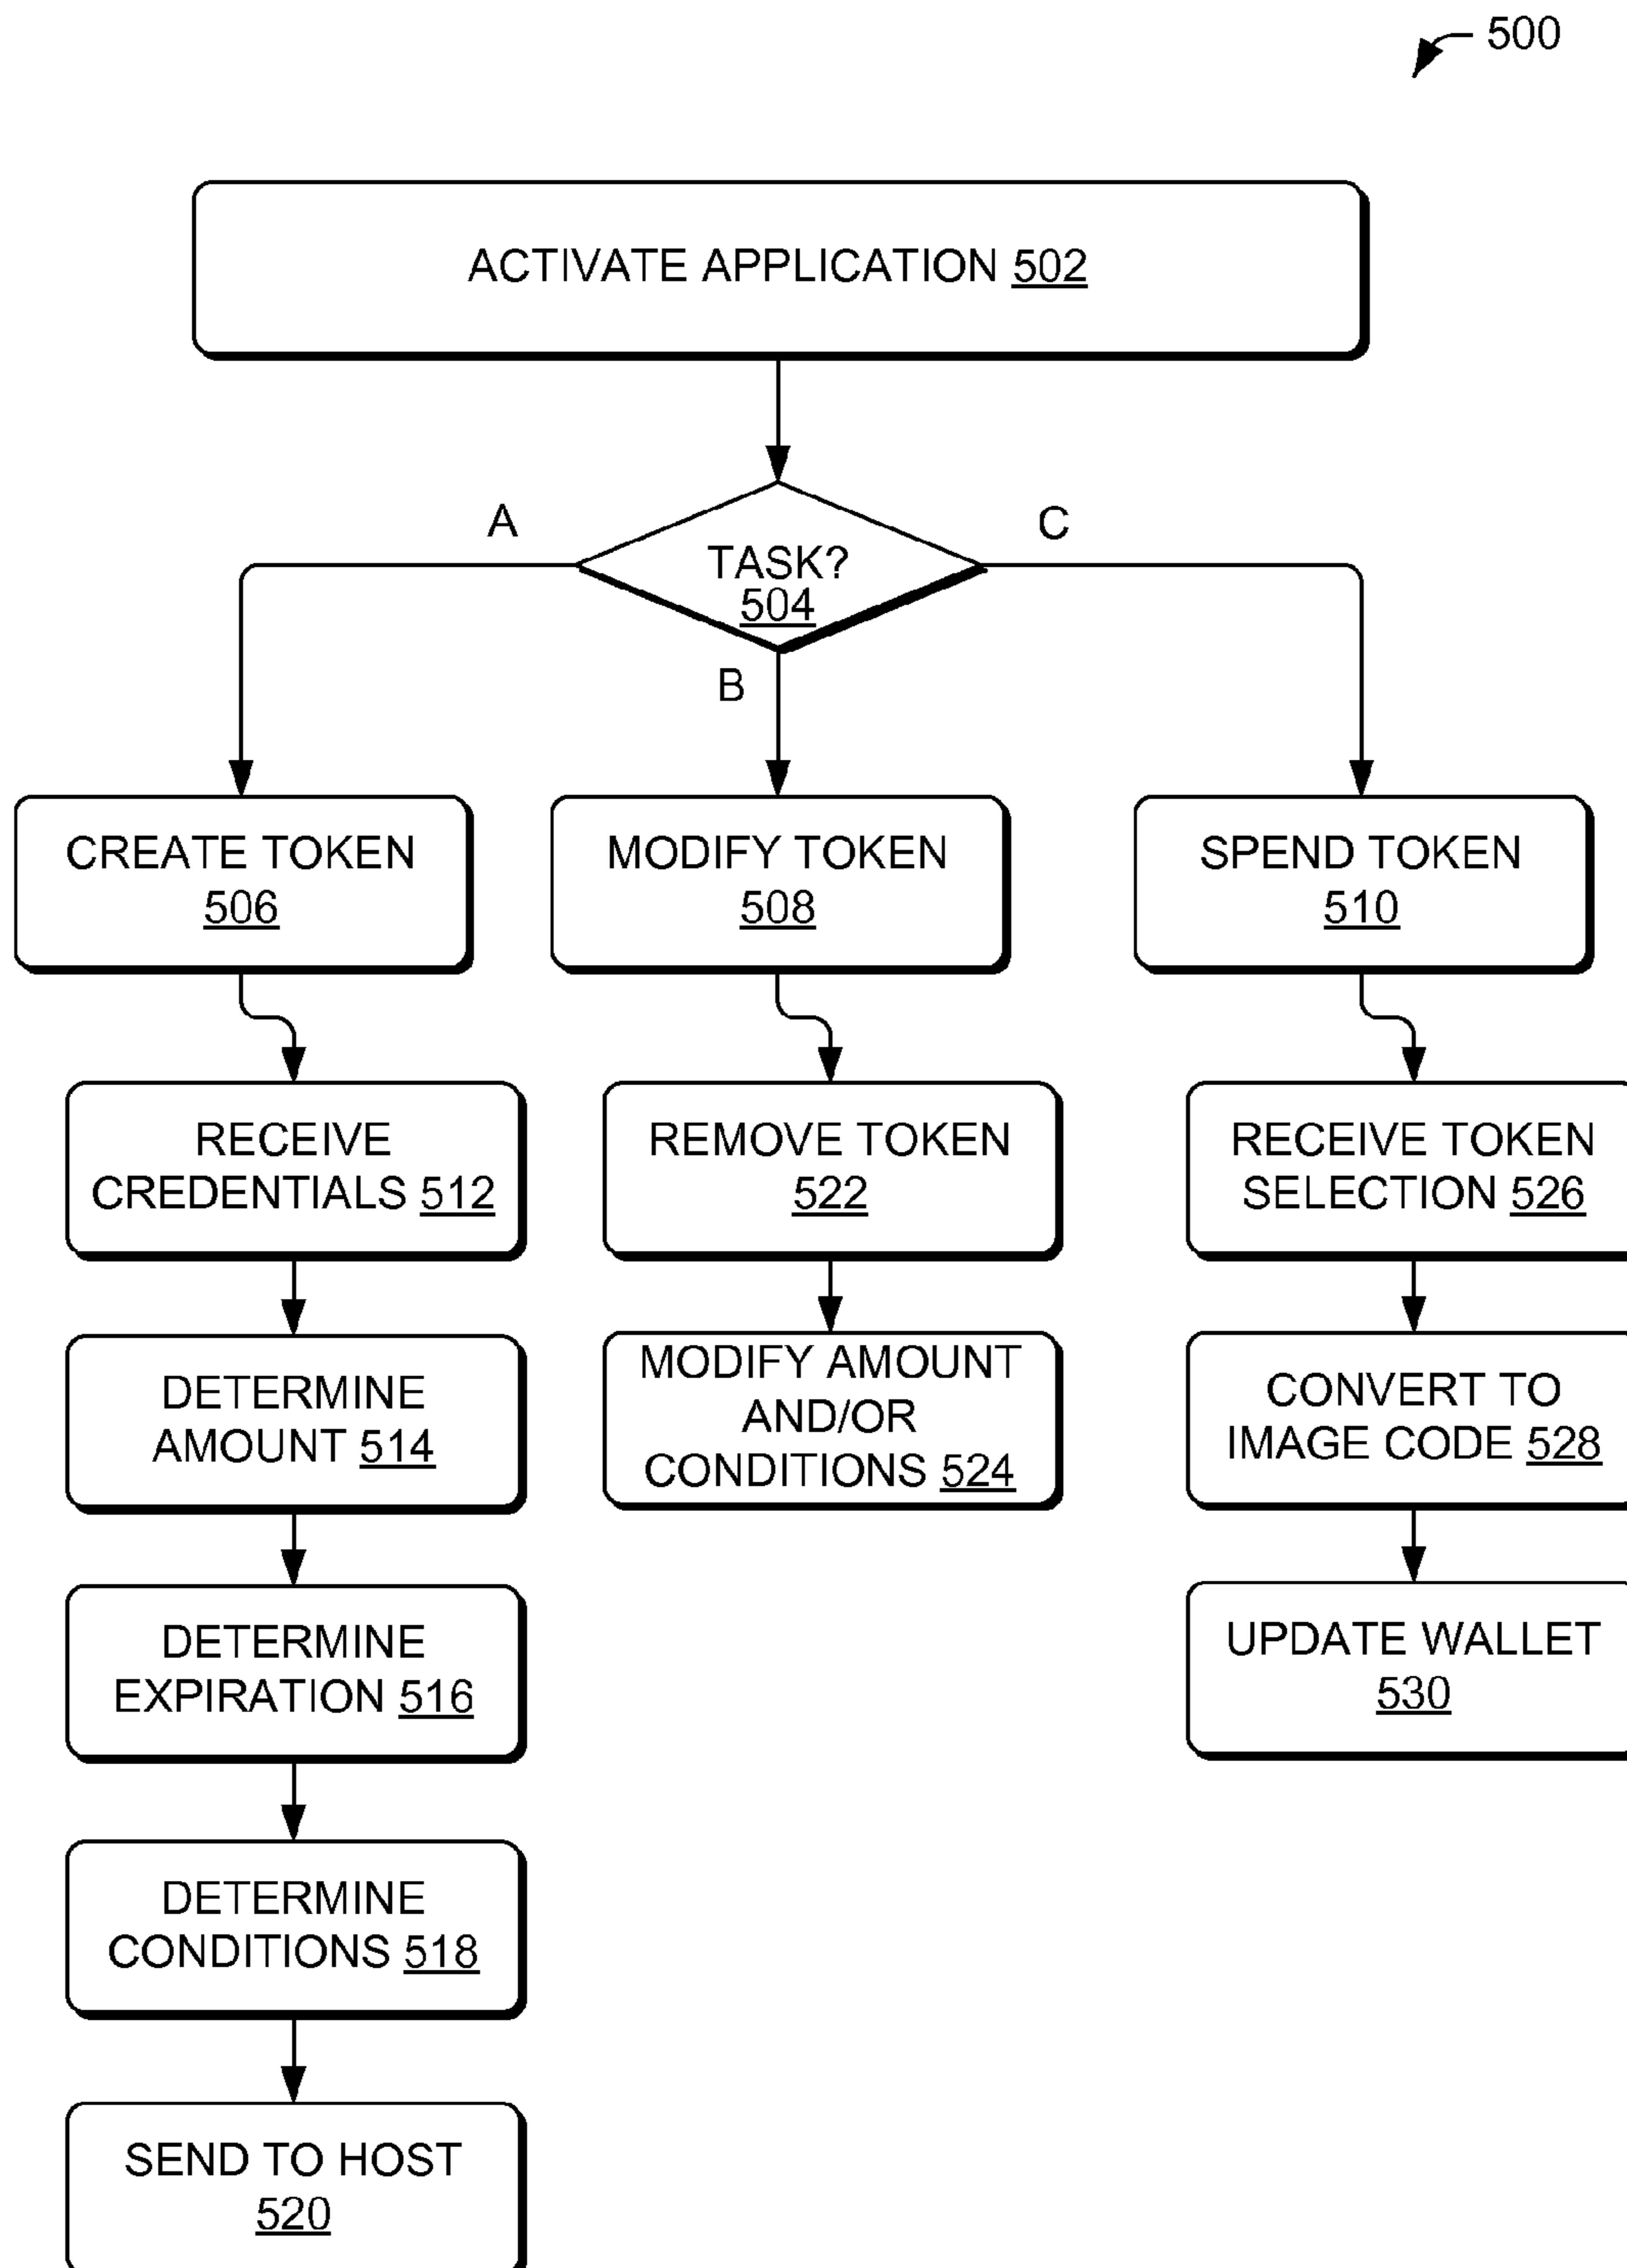 500
ACTIVATE APPLICATION 502
A
C
TASK?
504
B
CREATE TOKEN
506
MODIFY TOKEN
508
SPEND TOKEN
510
RECEIVE
CREDENTIALS 512
REMOVE TOKEN
522
RECEIVE TOKEN
SELECTION 526
DETERMINE
AMOUNT 514
MODIFY AMOUNT
AND/OR
CONDITIONS 524
CONVERT TO
IMAGE CODE 528
DETERMINE
EXPIRATION 516
UPDATE WALLET
530
DETERMINE
CONDITIONS 518
SEND TO HOST
520